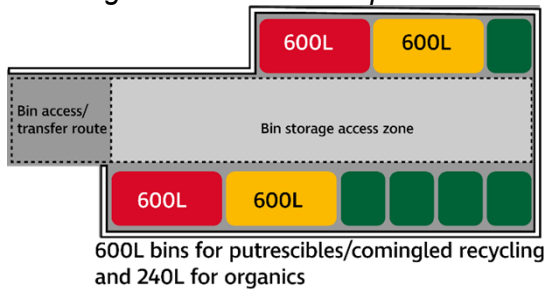 600L 600L
Bin access/
transfer route
Bin storage access zone
600L 600L
600L bins for putrescibles/comingled recycling
and 240L for organics